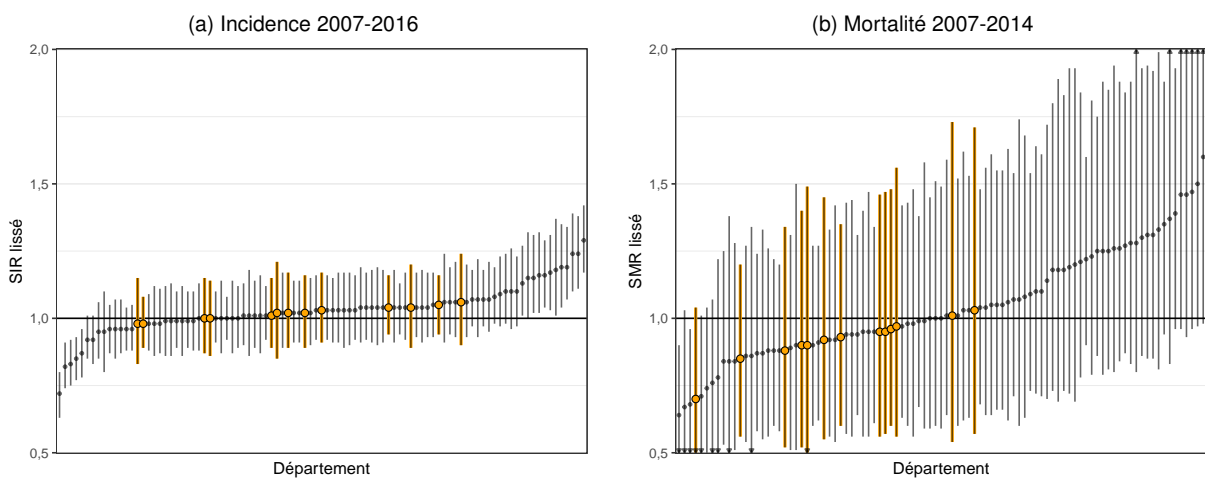 (a) Incidence 2007-2016
SIR lissé
2,0
1,5
1,0
0,5
Département
(b) Mortalité 2007-2014
SMR lissé
2,0
1,5
1,0
0,5
Département